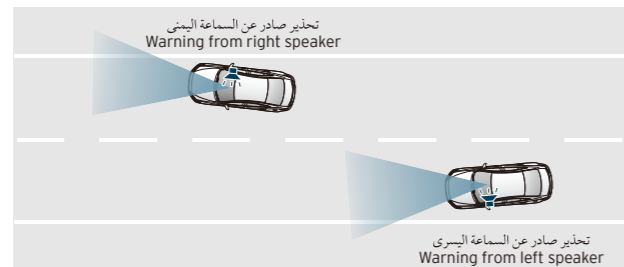 تحذير صادر عن السماعة اليمنى
Warning from right speaker
تحذير صادر عن السماعة اليسرى
Warning from left speaker